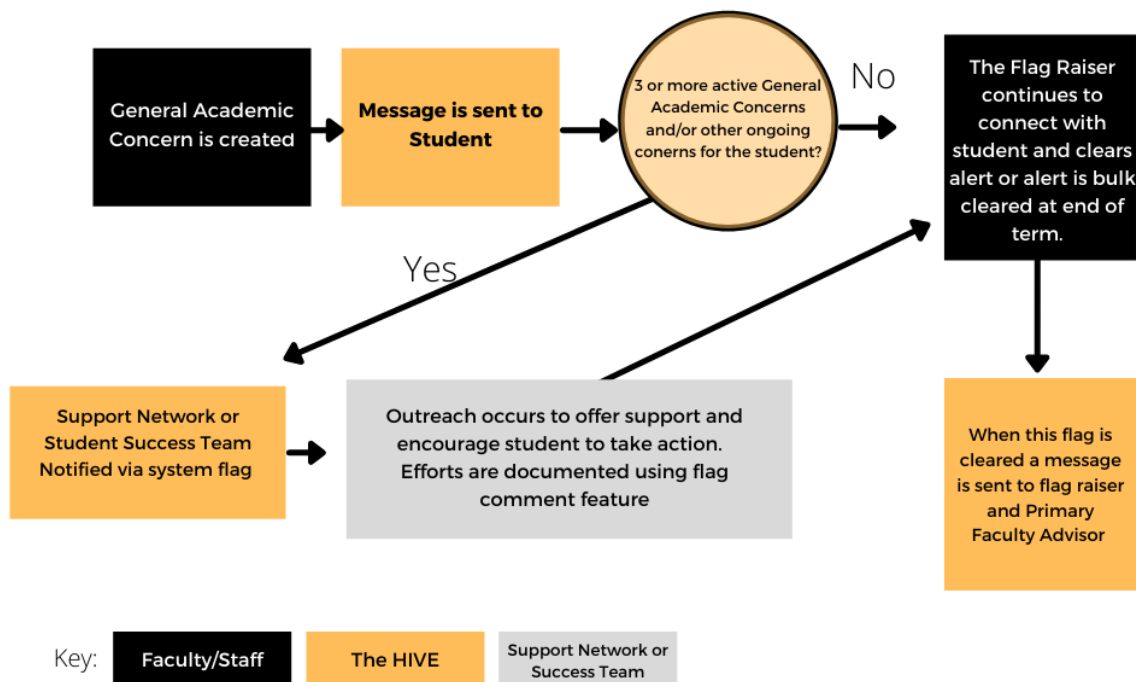 General Academic
Concern is created
Message is sent to
Student
3 or more active General
Academic Concerns
and/or other ongoing
conerns for the student?
No
The Flag Raiser
continues to
connect with
student and clears
alert or alert is bulk
cleared at end of
term.
Yes
Support Network or
Student Success Team
Notified via system flag
Outreach occurs to offer support and
encourage student to take action.
Efforts are documented using flag
comment feature
When this flag is
cleared a message
is sent to flag raiser
and Primary
Faculty Advisor
Key:
Faculty/Staff
The HIVE
Support Network or
Success Team